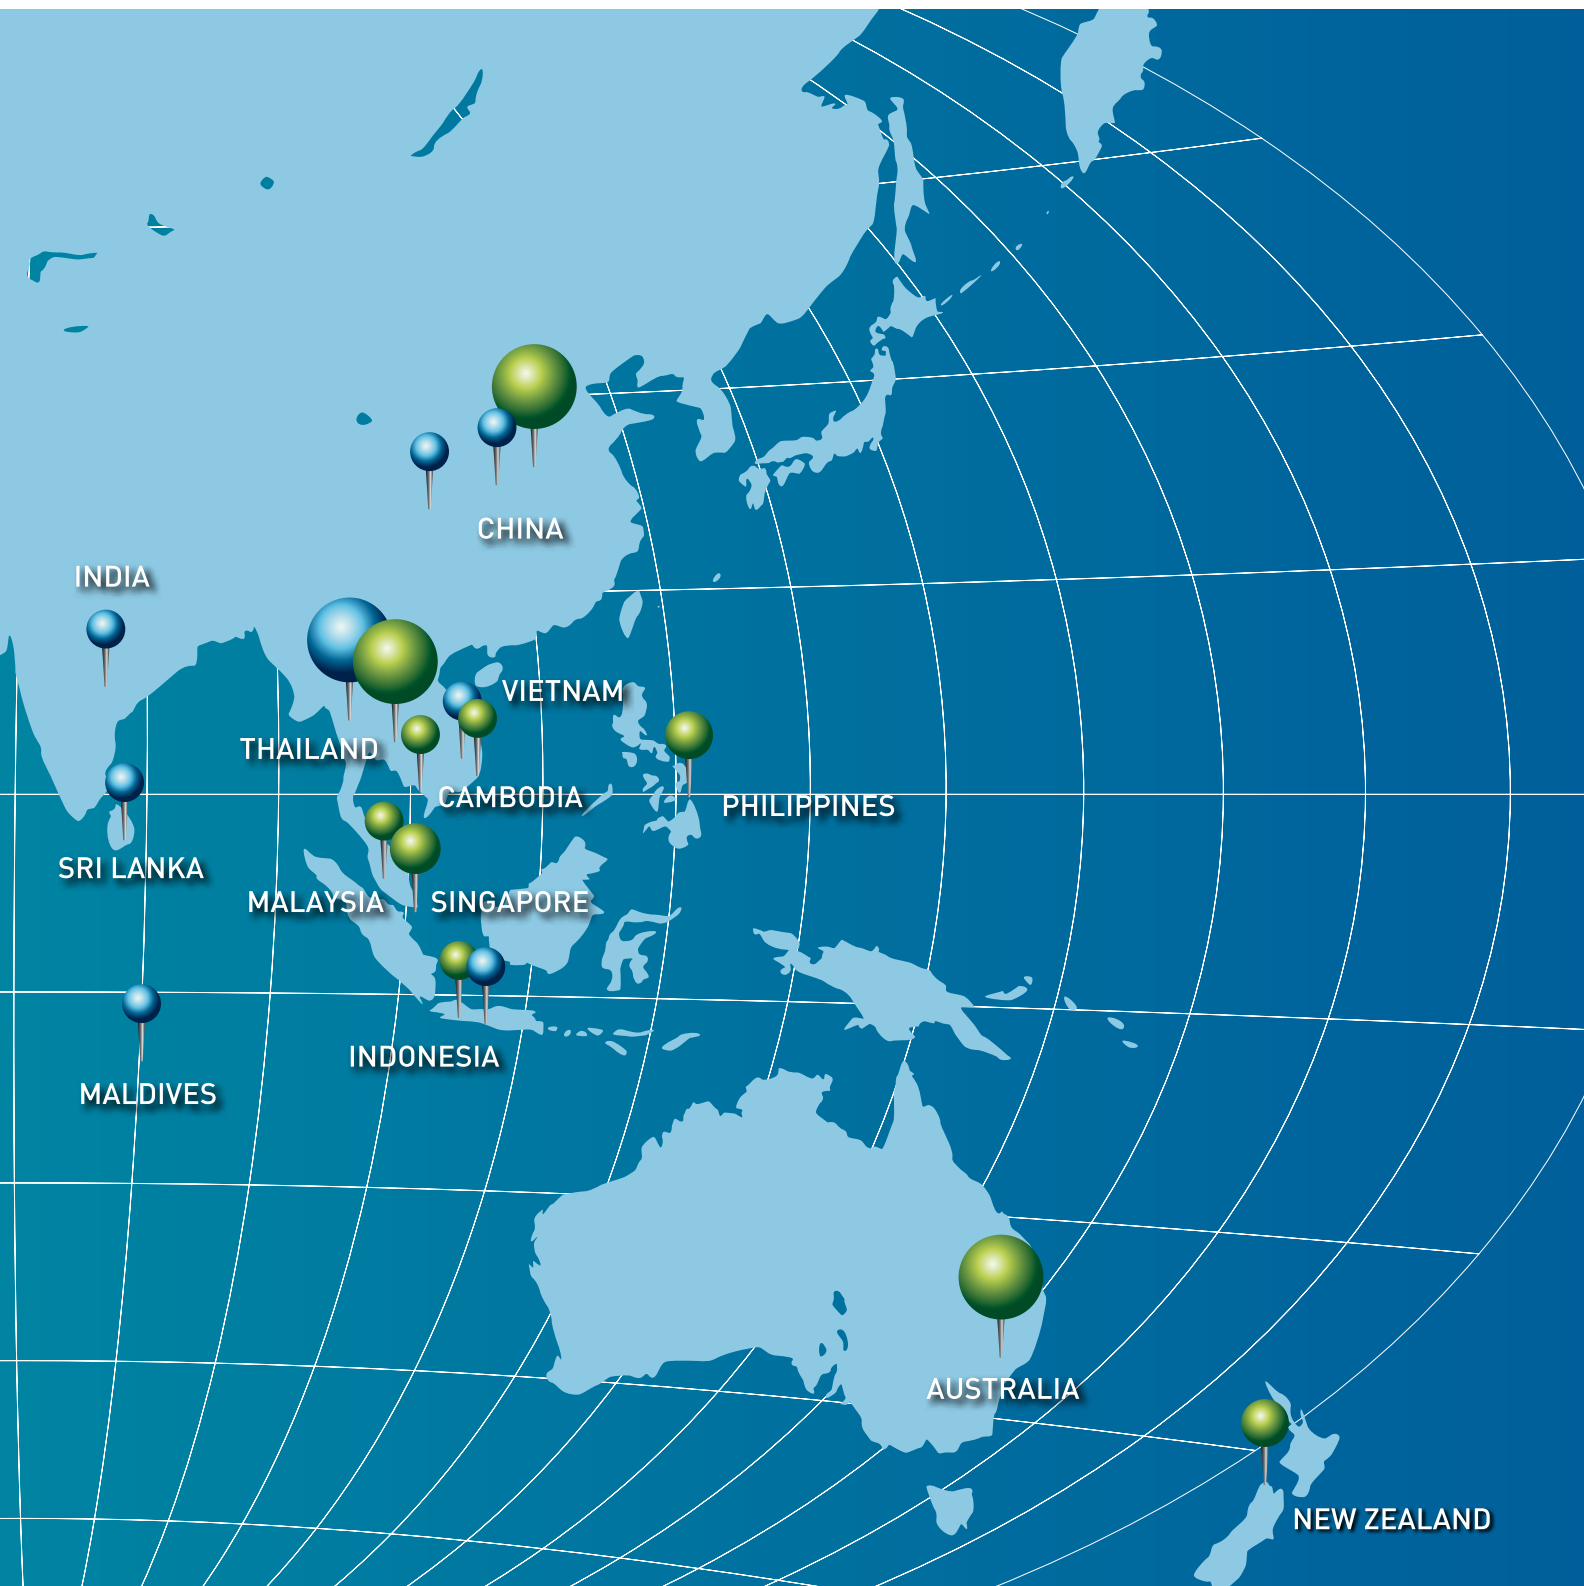 CHINA
INDIA
VIETNAM
THAILAND
CAMBODIA
PHILIPPINES
SRI LANKA
MALAYSIA
SINGAPORE
INDONESIA
MALDIVES
AUSTRALIA
NEW ZEALAND